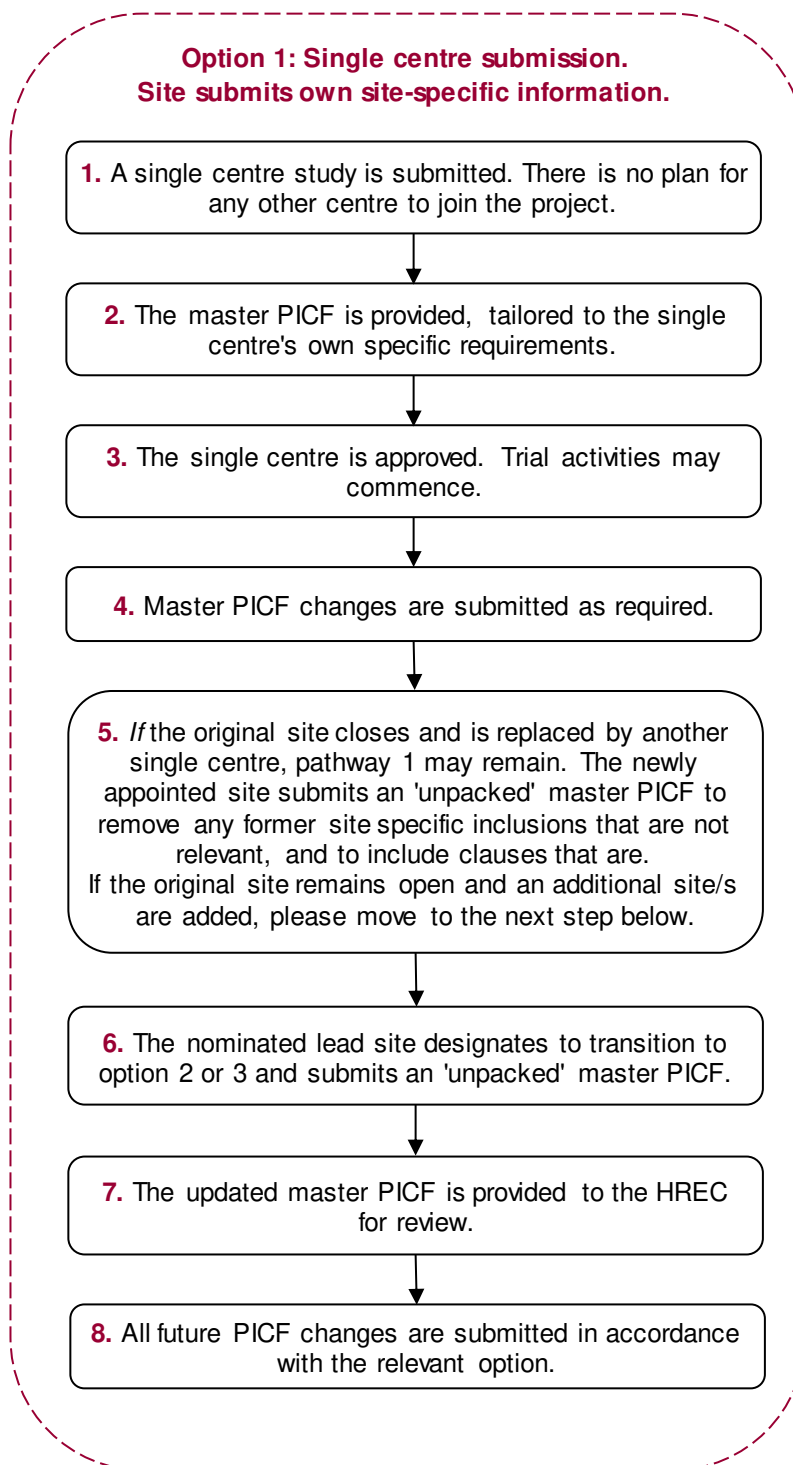 Option 1: Single centre submission.
Site submits own site-specific information.
1. A single centre study is submitted. There is no plan for
any other centre to join the project.
2. The master PICF is provided, tailored to the single
centre's own specific requirements.
3. The single centre is approved. Trial activities may
commence.
4. Master PICF changes are submitted as required.
5. If the original site closes and is replaced by another
single centre, pathway 1 may remain. The newly
appointed site submits an 'unpacked' master PICF to
remove any former site specific inclusions that are not
relevant, and to include clauses that are.
If the original site remains open and an additional site/s
are added, please move to the next step below.
6. The nominated lead site designates to transition to
option 2 or 3 and submits an 'unpacked' master PICF.
7. The updated master PICF is provided to the HREC
for review.
8. All future PICF changes are submitted in accordance
with the relevant option.